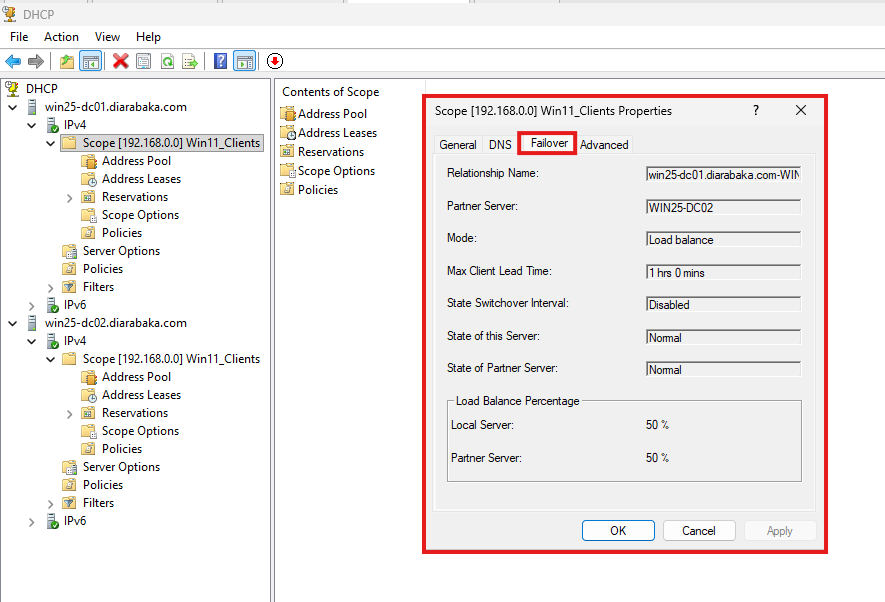 DHCP
File Action View Help
DHCP
win25-dc01.diarabaka.com
IPv4
Scope [192.168.0.0] Win11_Clients
Address Pool
Address Leases
Reservations
Scope Options
Policies
Server Options
Policies
Filters
IPv6
win25-dc02.diarabaka.com
IPv4
Scope [192.168.0.0] Win11_Clients
Address Pool
Address Leases
Reservations
Scope Options
Policies
Server Options
Policies
Filters
IPv6
Contents of Scope
Address Pool
Address Leases
Reservations
Scope Options
Policies
Scope [192.168.0.0] Win11_Clients Properties
General DNS Failover Advanced
Relationship Name: win25-dc01.diarabaka.com-WIN
Partner Server: WIN25-DC02
Mode: Load balance
Max Client Lead Time: 1 hrs 0 mins
State Switchover Interval: Disabled
State of this Server: Normal
State of Partner Server: Normal
Load Balance Percentage
Local Server: 50 %
Partner Server: 50 %
OK Cancel Apply